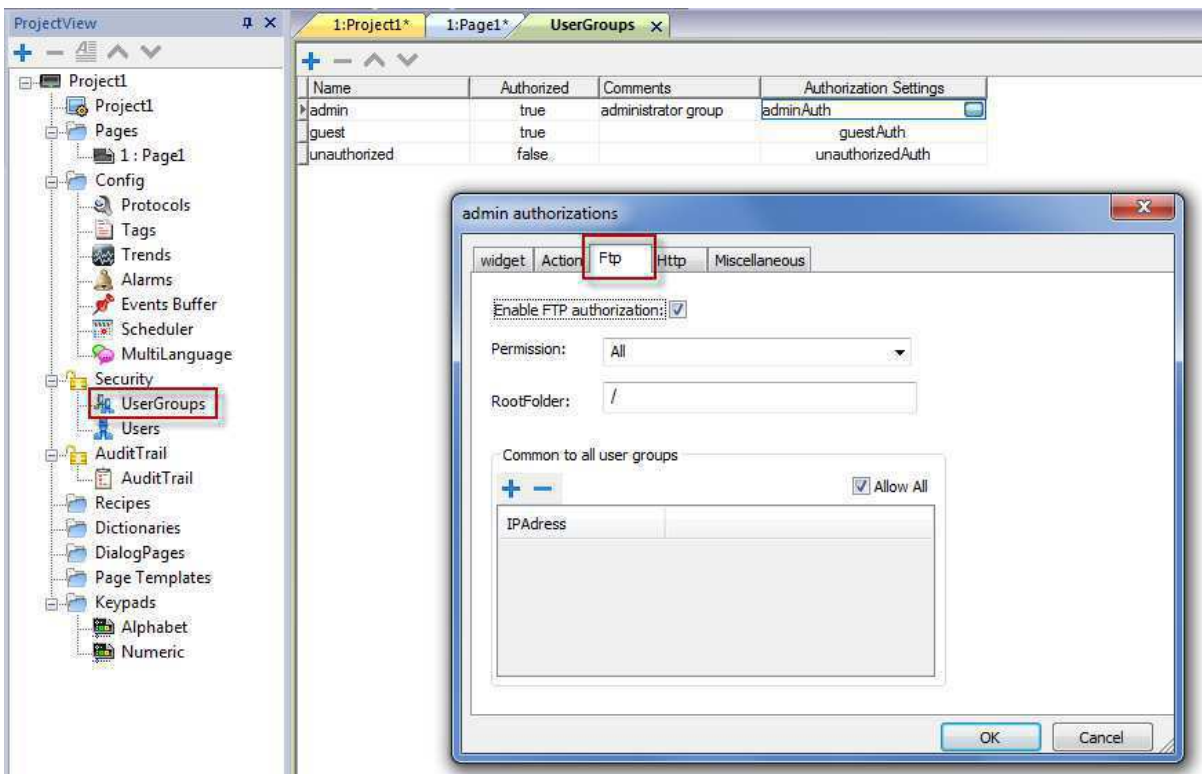 ProjectView
Project1
Project1
Pages
1 : Page1
Config
Protocols
Tags
Trends
Alarms
Events Buffer
Scheduler
MultiLanguage
Security
UserGroups
Users
AuditTrail
AuditTrail
Recipes
Dictionaries
DialogPages
Page Templates
Keypads
Alphabet
Numeric
1:Project1* 1:Page1* UserGroups
Name Authorized Comments Authorization Settings
admin true administrator group adminAuth
guest true guestAuth
unauthorized false unauthorizedAuth
admin authorizations
widget Action Ftp Http Miscellaneous
Enable FTP authorization:
Permission: All
RootFolder: /
Common to all user groups
Allow All
IPAdress
OK Cancel